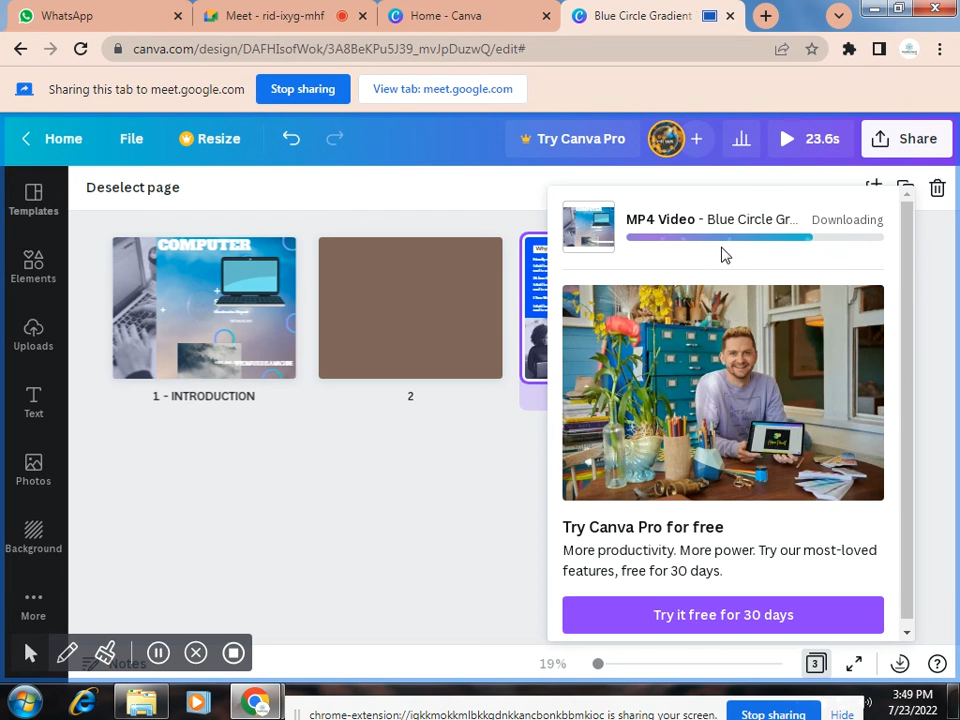 WhatsApp
Meet - rid-ixyg-mhf
Home - Canva
Blue Circle Gradient
canva.com/design/DAFHIsofWok/3A8BeKPu5J39_mvJpDuzwQ/edit#
Sharing this tab to meet.google.com
Stop sharing
View tab: meet.google.com
Home
File
Resize
Try Canva Pro
23.6s
Share
Templates
Elements
Uploads
Text
Photos
Background
More
Deselect page
COMPUTER
1 - INTRODUCTION
2
MP4 Video - Blue Circle Gr...
Downloading
Try Canva Pro for free
More productivity. More power. Try our most-loved
features, free for 30 days.
Try it free for 30 days
Notes
19%
3
3:49 PM
7/23/2022
is sharing your screen.
Stop sharing
Hide